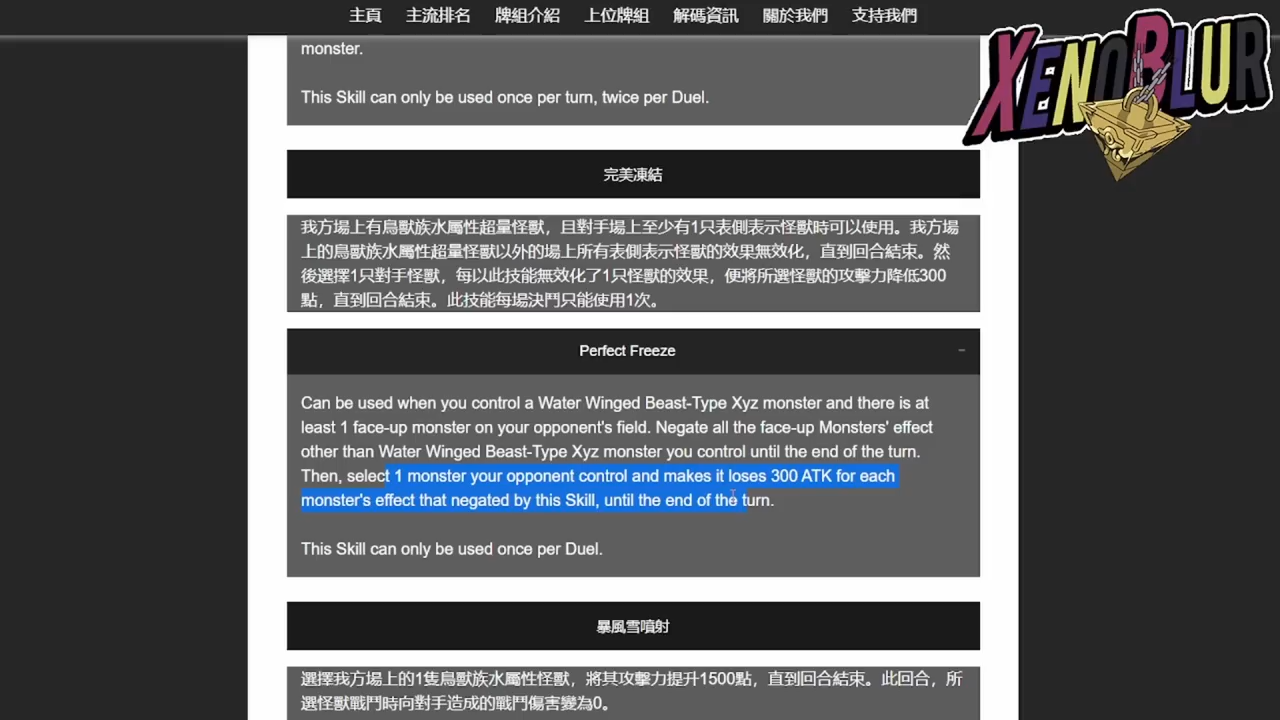 主頁 主流排名 牌組介紹 上位牌組 解碼資訊 關於我們 支持我們
XENOBLUR
monster.
This Skill can only be used once per turn, twice per Duel.
完美凍結
我方場上有鳥獸族水屬性超量怪獸，且對手場上至少有1只表側表示怪獸時可以使用。我方場
上的鳥獸族水屬性超量怪獸以外的場上所有表側表示怪獸的效果無效化，直到回合結束。然
後選擇1只對手怪獸，每以此技能無效化了1只怪獸的效果，便將所選怪獸的攻擊力降低300
點，直到回合結束。此技能每場決鬥只能使用1次。
Perfect Freeze
Can be used when you control a Water Winged Beast-Type Xyz monster and there is at
least 1 face-up monster on your opponent's field. Negate all the face-up Monsters' effect
other than Water Winged Beast-Type Xyz monster you control until the end of the turn.
Then, select 1 monster your opponent control and makes it loses 300 ATK for each
monster's effect that negated by this Skill, until the end of the turn.
This Skill can only be used once per Duel.
暴風雪噴射
選擇我方場上的1隻鳥獸族水屬性怪獸，將其攻擊力提升1500點，直到回合結束。此回合，所
選怪獸戰鬥時向對手造成的戰鬥傷害變為0。